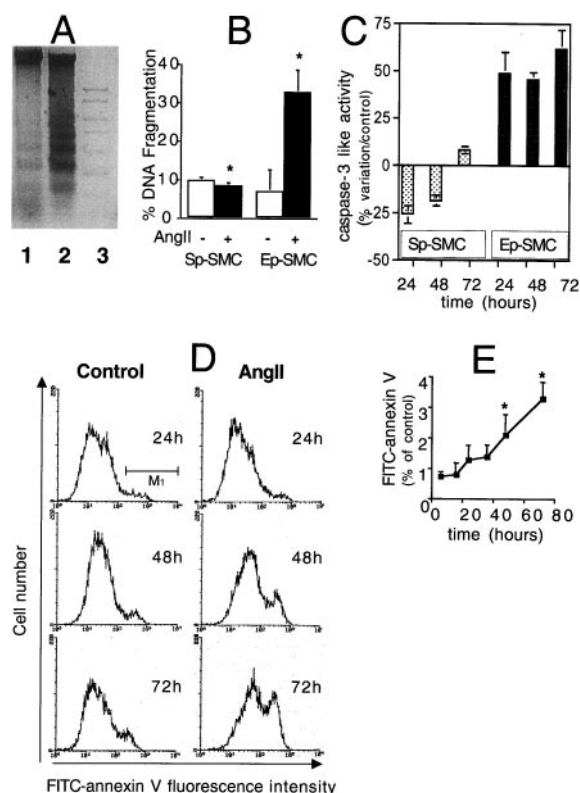 A
1 2 3
B
% DNA Fragmentation
40
30
20
10
0
*
*
AngII - + - +
Sp-SMC Ep-SMC
C
caspase-3 like activity
(% variation/control)
75
50
25
0
-25
-50
Sp-SMC Ep-SMC
24 48 72 24 48 72
time (hours)
D
Control AngII
24h 24h
M1
48h 48h
72h 72h
Cell number
FITC-annexin V fluorescence intensity
E
FITC-annexin V
(% of control)
4
3
2
1
0
* *
0 20 40 60 80
time (hours)